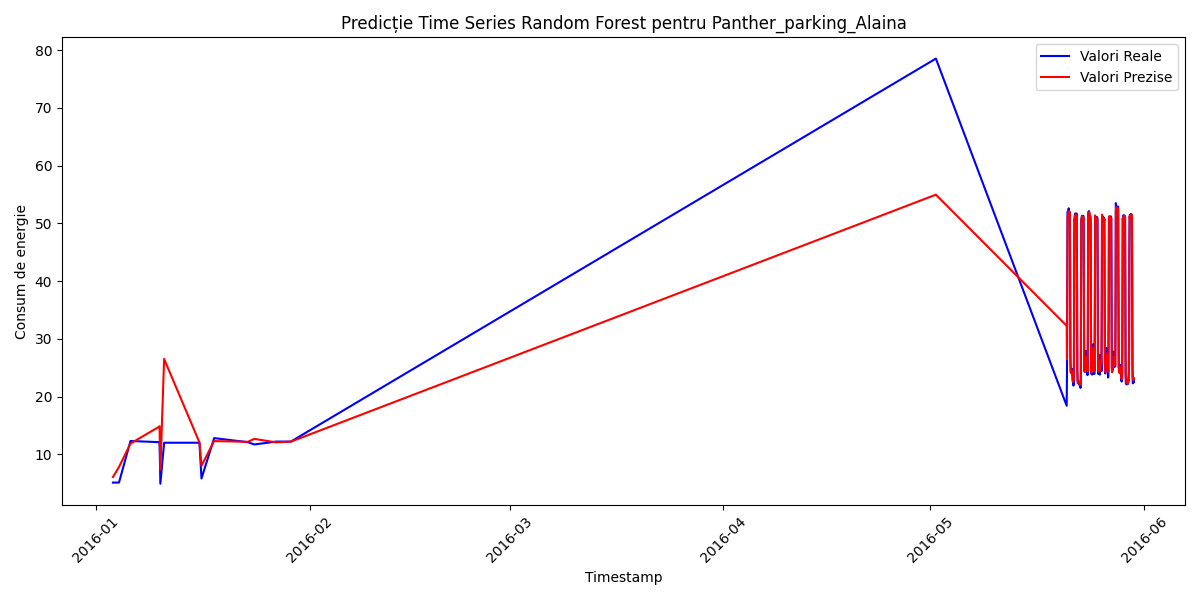 Predicție Time Series Random Forest pentru Panther_parking_Alaina
Valori Reale
Valori Prezise
Consum de energie
80
70
60
50
40
30
20
10
2016-01
2016-02
2016-03
2016-04
2016-05
2016-06
Timestamp